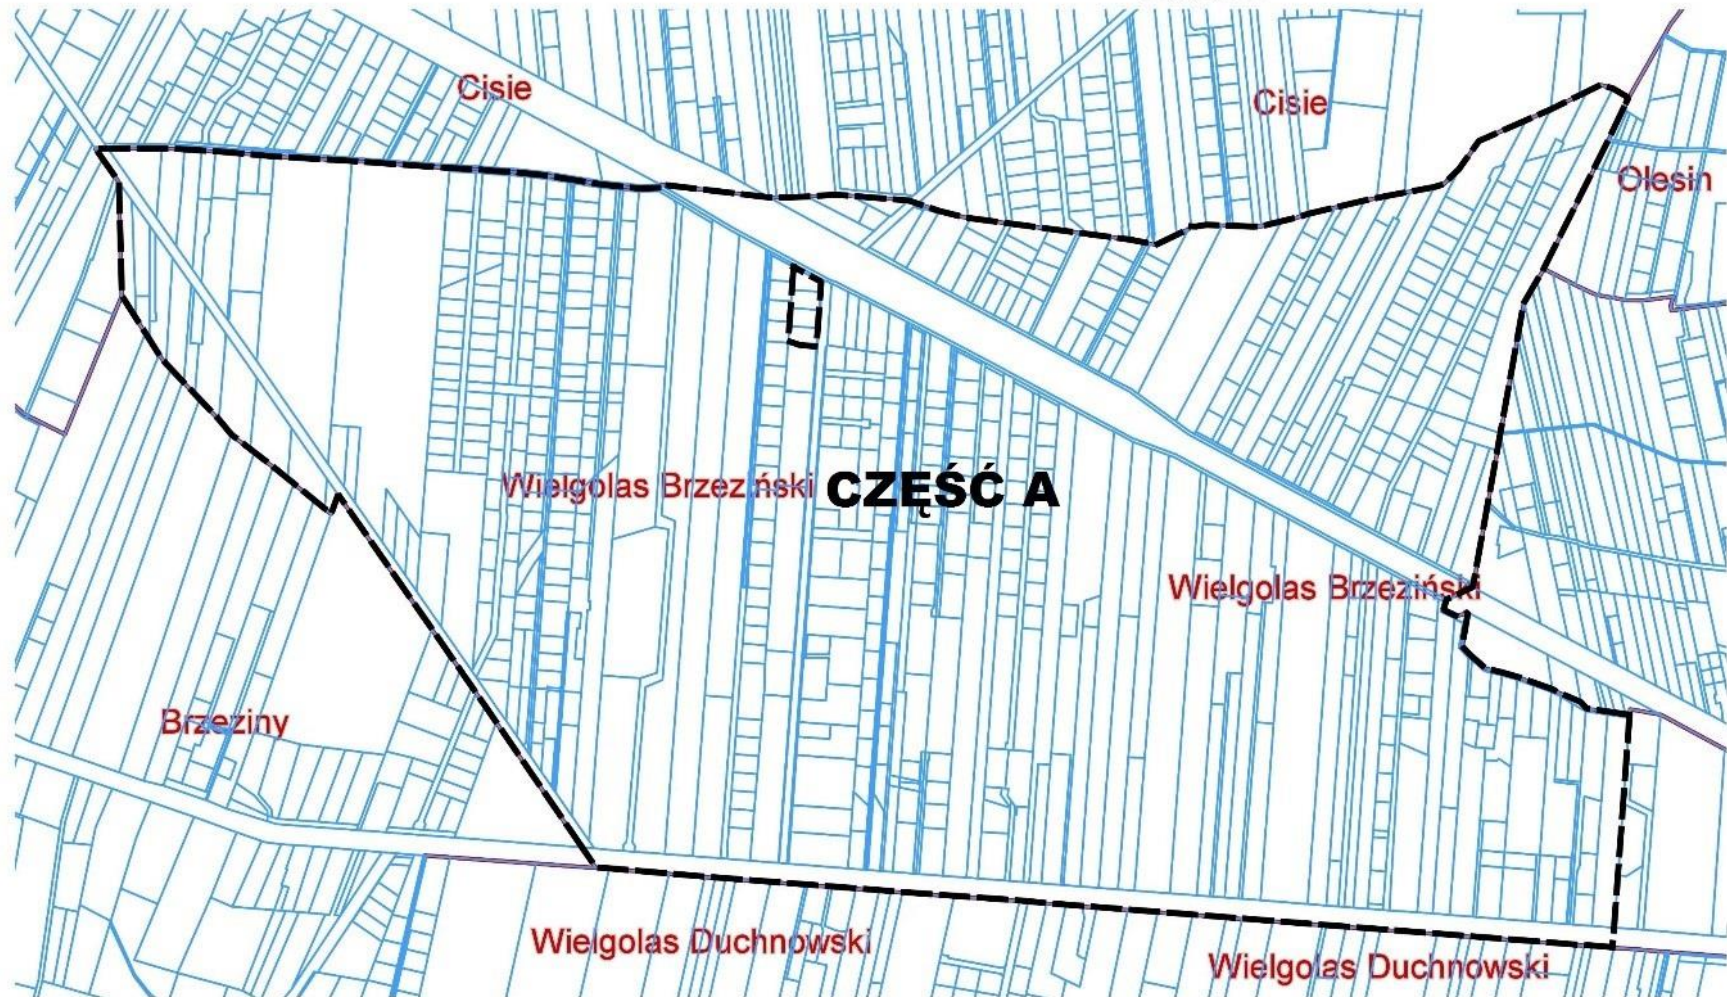 Cisie
Cisie
Olesin
Wielgolas Brzeziński
CZĘŚĆ A
Wielgolas Brzeziński
Brzeziny
Wielgolas Duchnowski
Wielgolas Duchnowski